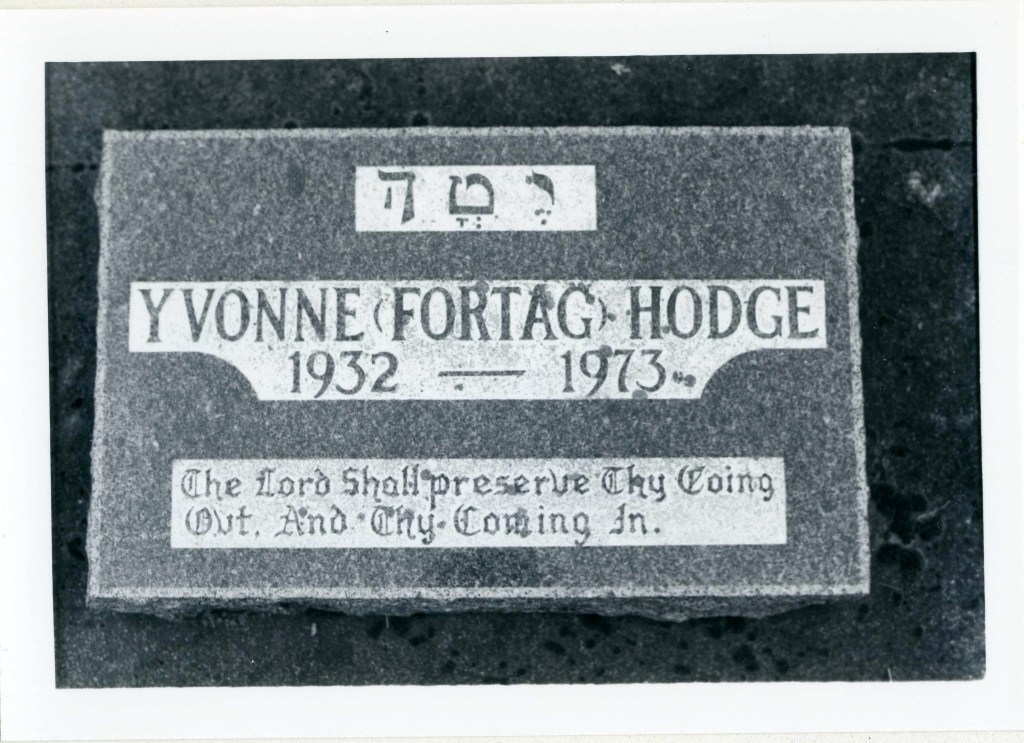 יֶ טֳ ה
YVONNE (FORTAG) HODGE
1932 — 1973
The Lord Shall preserve Thy Going
Out, And Thy Coming In.